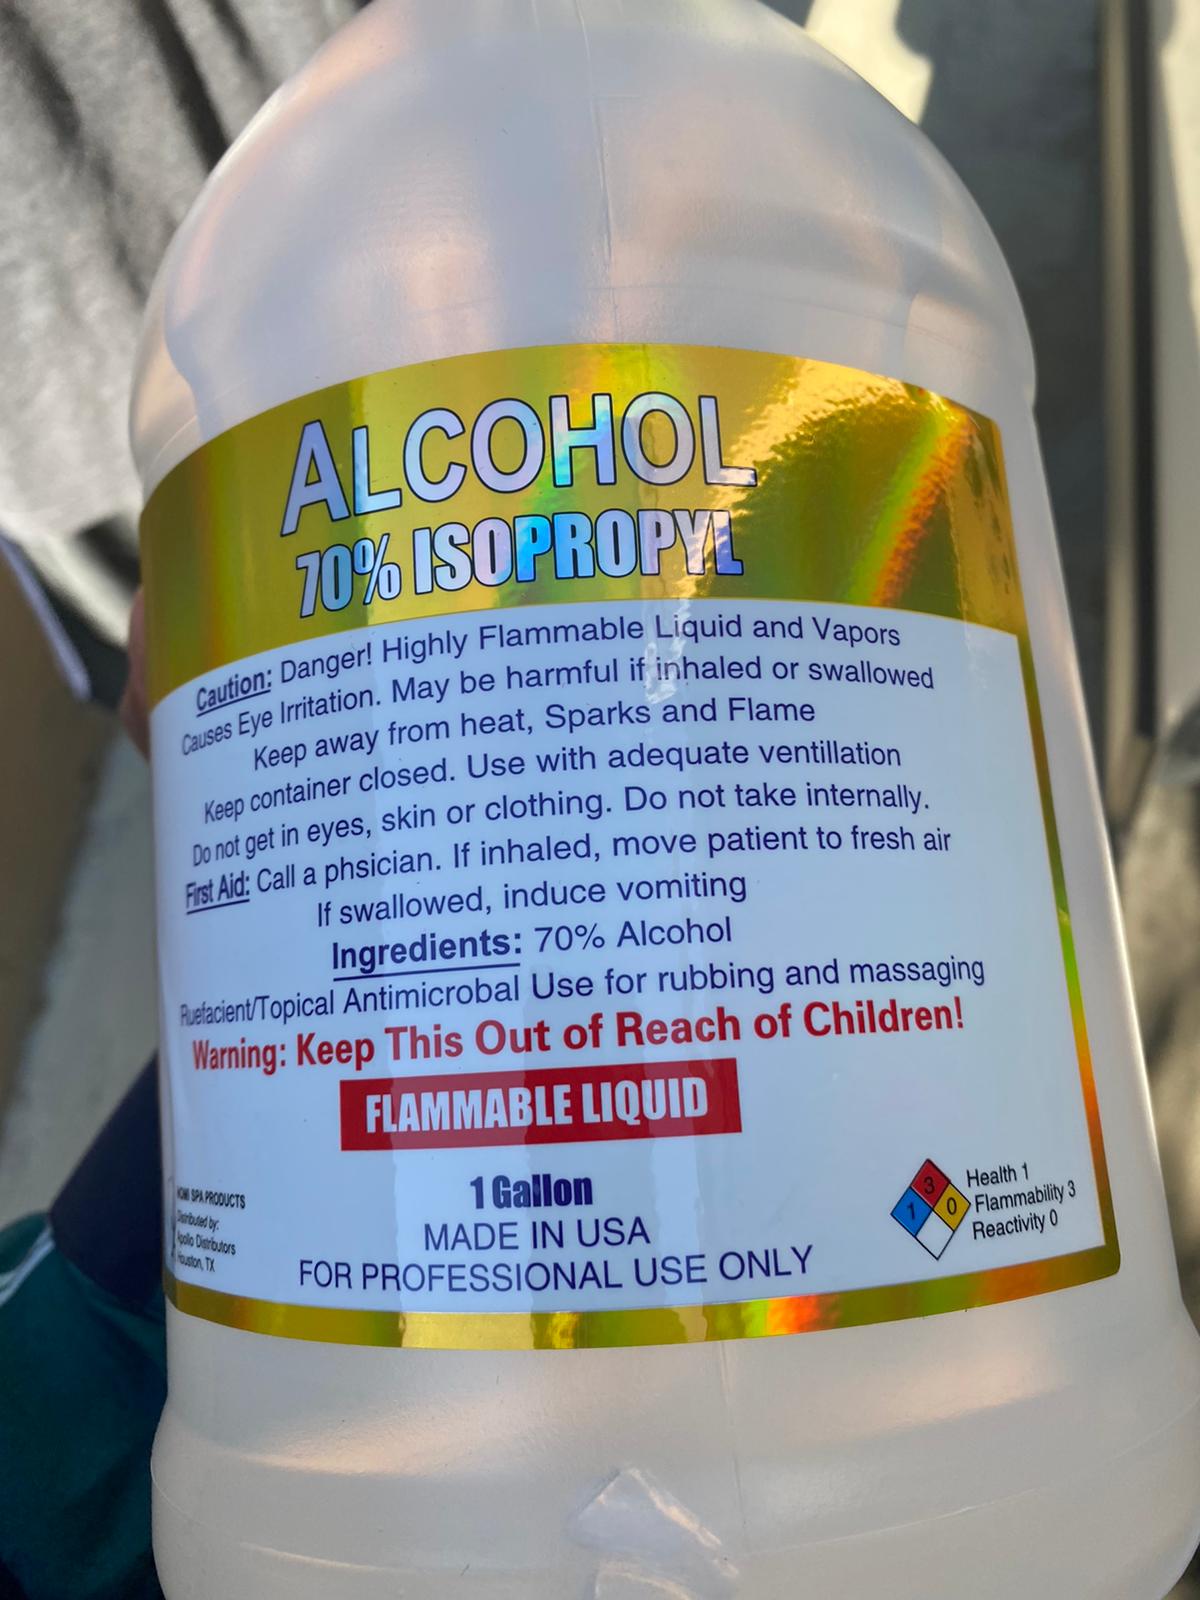 ALCOHOL
70% ISOPROPYL
Caution: Danger! Highly Flammable Liquid and Vapors
Causes Eye Irritation. May be harmful if inhaled or swallowed
Keep away from heat, Sparks and Flame
Keep container closed. Use with adequate ventillation
Do not get in eyes, skin or clothing. Do not take internally.
First Aid: Call a phsician. If inhaled, move patient to fresh air
If swallowed, induce vomiting
Ingredients: 70% Alcohol
Ruefacient/Topical Antimicrobal Use for rubbing and massaging
Warning: Keep This Out of Reach of Children!
FLAMMABLE LIQUID
1 Gallon
MADE IN USA
FOR PROFESSIONAL USE ONLY
SPA PRODUCTS
Distributed by:
Apollo Distributors
Houston, TX
3
1 0
Health 1
Flammability 3
Reactivity 0